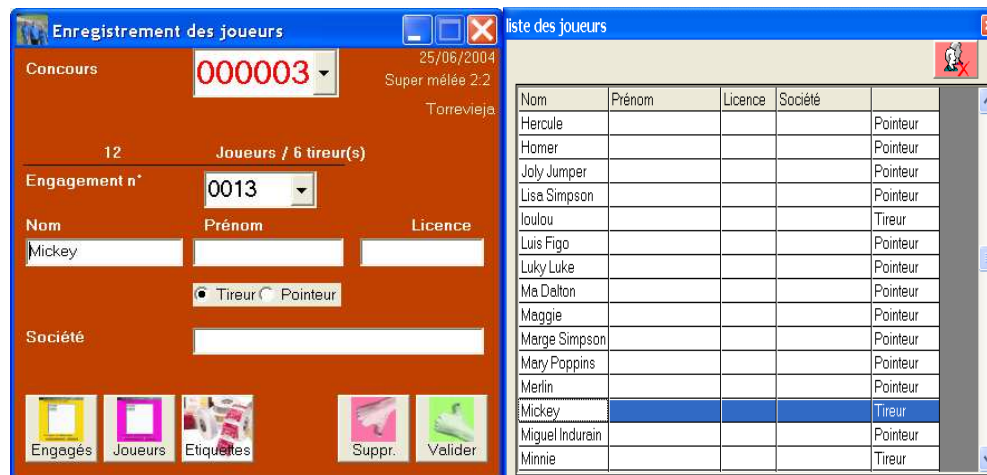 Enregistrement des joueurs
Concours
000003
25/06/2004
Super mélée 2:2
Torrevieja
12 Joueurs / 6 tireur(s)
Engagement n°
0013
Nom Prénom Licence
Mickey
Tireur Pointeur
Société
Engagés Joueurs Etiquettes Suppr. Valider
liste des joueurs
Nom Prénom Licence Société
Hercule Pointeur
Homer Pointeur
Joly Jumper Pointeur
Lisa Simpson Pointeur
loulou Tireur
Luis Figo Pointeur
Luky Luke Pointeur
Ma Dalton Pointeur
Maggie Pointeur
Marge Simpson Pointeur
Mary Poppins Pointeur
Merlin Pointeur
Mickey Tireur
Miguel Indurain Pointeur
Minnie Tireur